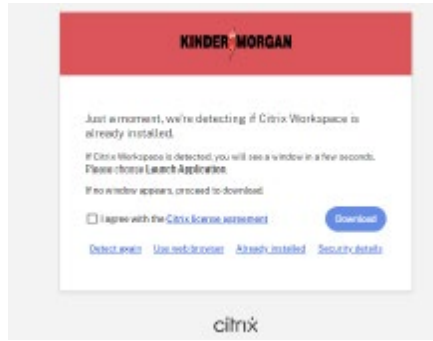 KINDER MORGAN
Just a moment, we're detecting if Citrix Workspace is
already installed.
If Citrix Workspace is detected, you will see a window in a few seconds.
Please choose Launch Application.
If no window appears, proceed to download.
I agree with the Citrix license agreement
Download
Detect again Use web browser Already installed Security details
citrix